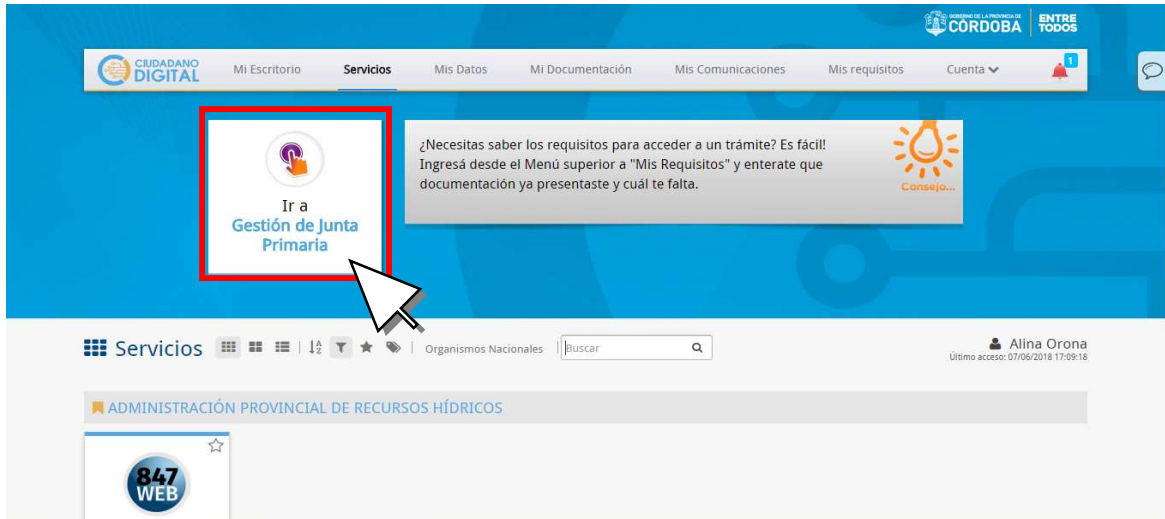 GOBIERNO DE LA PROVINCIA DE
CÓRDOBA
ENTRE
TODOS
CIUDADANO
DIGITAL
Mi Escritorio
Servicios
Mis Datos
Mi Documentación
Mis Comunicaciones
Mis requisitos
Cuenta
1
Ir a
Gestión de Junta
Primaria
¿Necesitas saber los requisitos para acceder a un trámite? Es fácil!
Ingresá desde el Menú superior a "Mis Requisitos" y enterate que
documentación ya presentaste y cuál te falta.
Consejo...
Servicios
Organismos Nacionales
Buscar
Alina Orona
Último acceso: 07/06/2018 17:09:18
ADMINISTRACIÓN PROVINCIAL DE RECURSOS HÍDRICOS
847
WEB